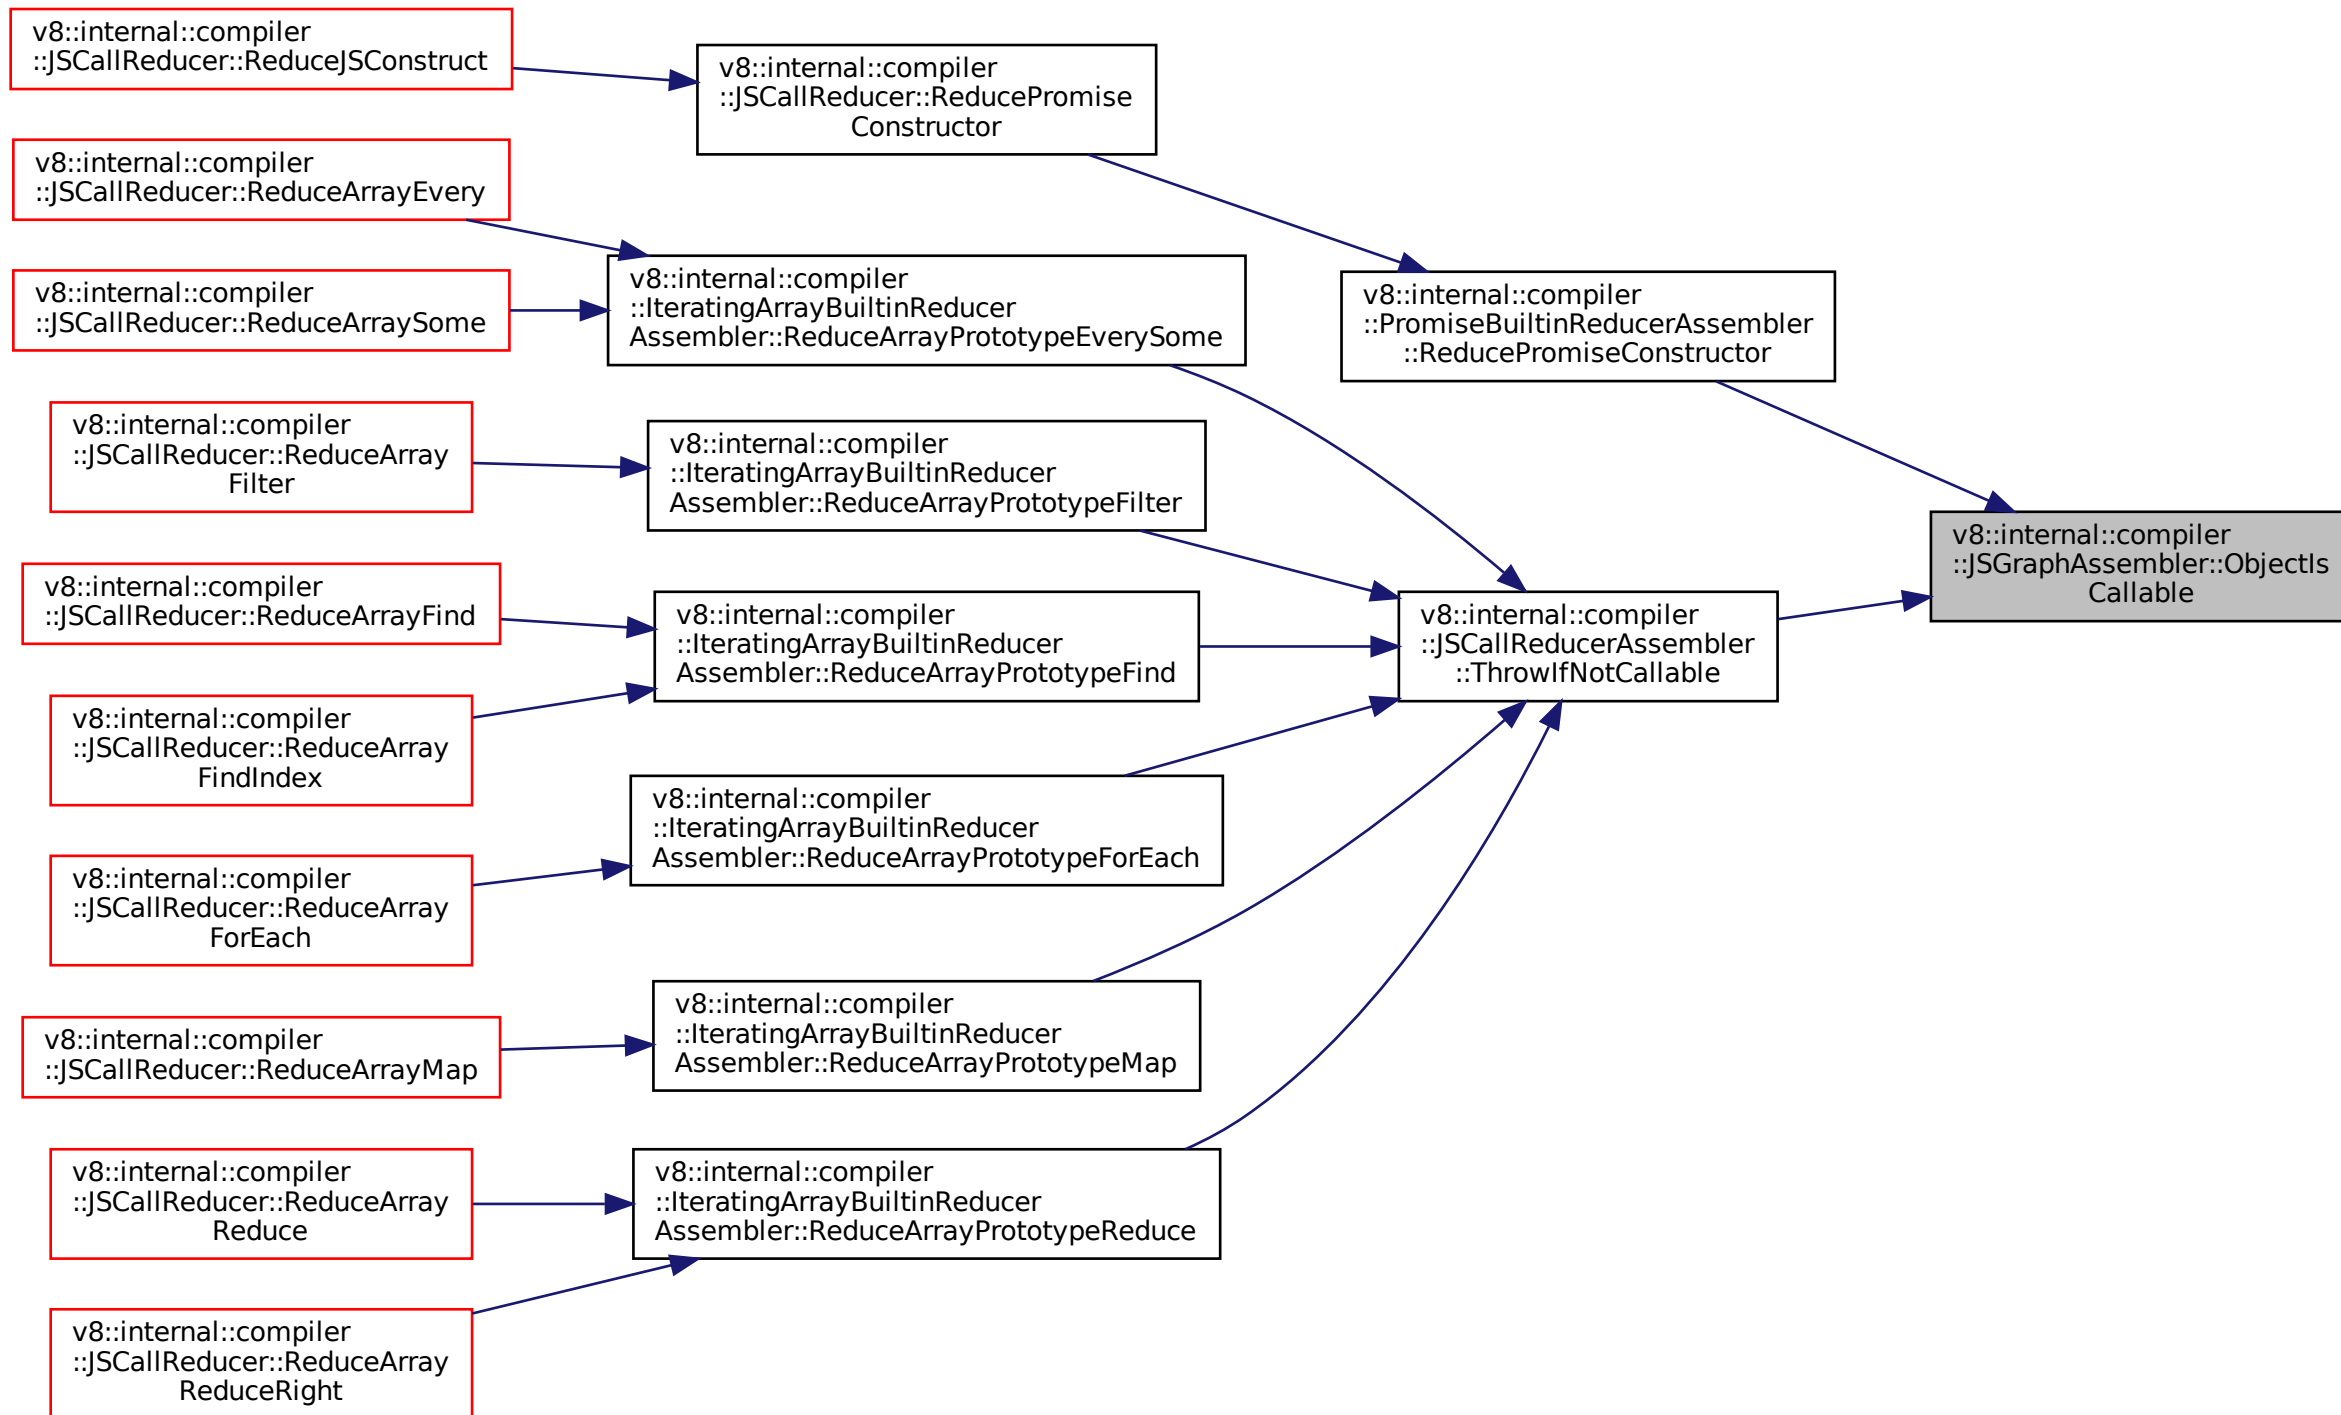 v8::internal::compiler
::JSCallReducer::ReduceJSConstruct
v8::internal::compiler
::JSCallReducer::ReduceArrayEvery
v8::internal::compiler
::JSCallReducer::ReduceArraySome
v8::internal::compiler
::JSCallReducer::ReduceArray
Filter
v8::internal::compiler
::JSCallReducer::ReduceArrayFind
v8::internal::compiler
::JSCallReducer::ReduceArray
FindIndex
v8::internal::compiler
::JSCallReducer::ReduceArray
ForEach
v8::internal::compiler
::JSCallReducer::ReduceArrayMap
v8::internal::compiler
::JSCallReducer::ReduceArray
Reduce
v8::internal::compiler
::JSCallReducer::ReduceArray
ReduceRight
v8::internal::compiler
::JSCallReducer::ReducePromise
Constructor
v8::internal::compiler
::IteratingArrayBuiltinReducer
Assembler::ReduceArrayPrototypeEverySome
v8::internal::compiler
::IteratingArrayBuiltinReducer
Assembler::ReduceArrayPrototypeFilter
v8::internal::compiler
::IteratingArrayBuiltinReducer
Assembler::ReduceArrayPrototypeFind
v8::internal::compiler
::IteratingArrayBuiltinReducer
Assembler::ReduceArrayPrototypeForEach
v8::internal::compiler
::IteratingArrayBuiltinReducer
Assembler::ReduceArrayPrototypeMap
v8::internal::compiler
::IteratingArrayBuiltinReducer
Assembler::ReduceArrayPrototypeReduce
v8::internal::compiler
::PromiseBuiltinReducerAssembler
::ReducePromiseConstructor
v8::internal::compiler
::JSCallReducerAssembler
::ThrowIfNotCallable
v8::internal::compiler
::JSGraphAssembler::ObjectIs
Callable